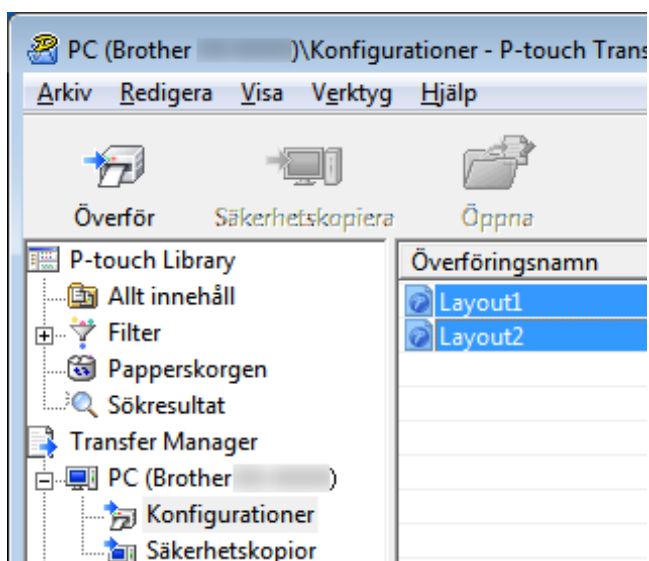 PC (Brother )\Konfigurationer - P-touch Trans
Arkiv Redigera Visa Verktyg Hjälp
Överför Säkerhetskopiera Öppna
P-touch Library
Allt innehåll
Filter
Papperskorgen
Sökresultat
Transfer Manager
PC (Brother )
Konfigurationer
Säkerhetskopior
Överföringsnamn
Layout1
Layout2